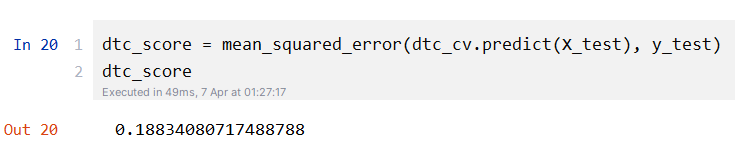 In 20 1 dtc_score = mean_squared_error(dtc_cv.predict(X_test), y_test)
2 dtc_score
Executed in 49ms, 7 Apr at 01:27:17
Out 20 0.18834080717488788